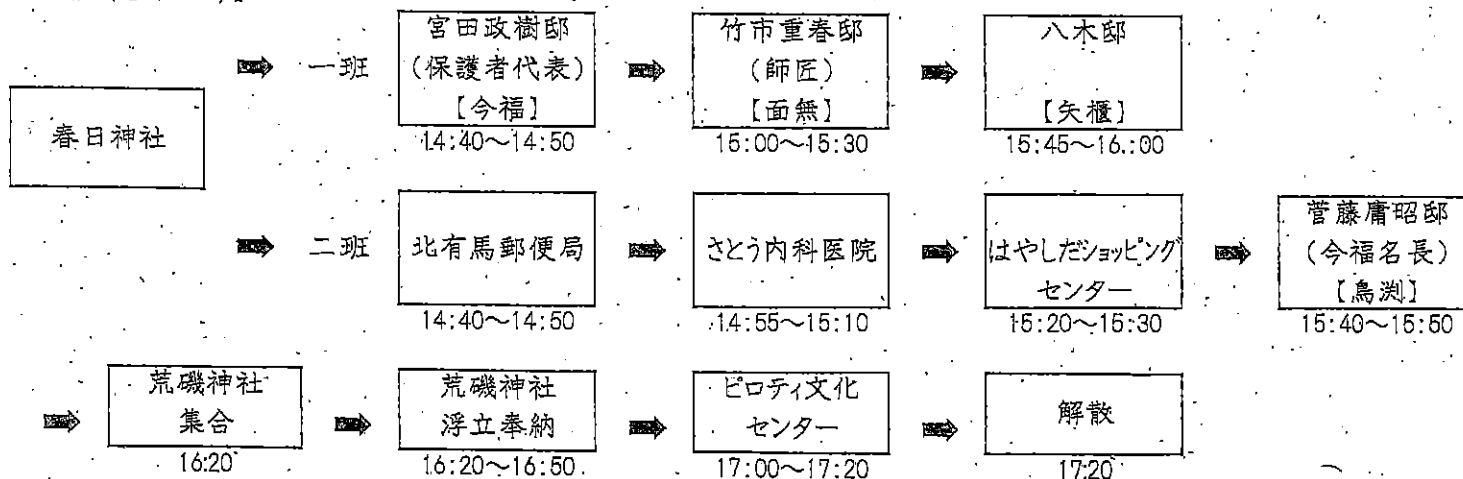 春日神社
一班
宮田政樹邸
(保護者代表)
【今福】
14:40～14:50
竹市重春邸
(師匠)
【面無】
15:00～15:30
八木邸
【矢櫃】
15:45～16:00
二班
北有馬郵便局
14:40～14:50
さとう内科医院
14:55～15:10
はやしだショッピング
センター
15:20～15:30
菅藤庸昭邸
(今福名長)
【鳥渕】
15:40～15:50
荒磯神社
集合
16:20
荒磯神社
浮立奉納
16:20～16:50
ピロティ文化
センター
17:00～17:20
解散
17:20